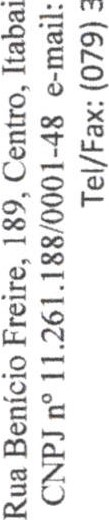 Rua Benício Freire, 189, Centro, Itabai
CNPJ nº 11.261.188/0001-48 e-mail:
Tel/Fax: (079) 3